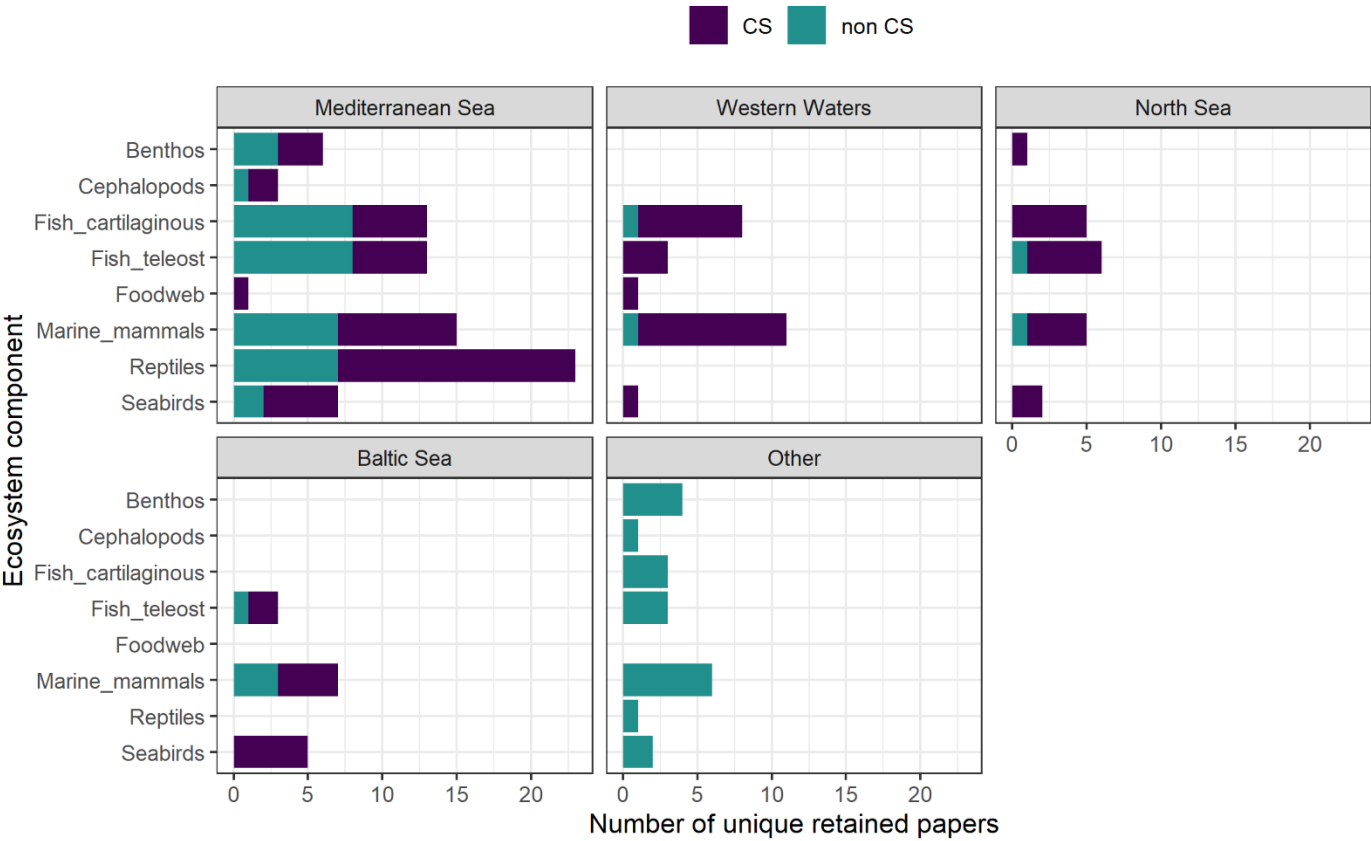 CS non CS
Mediterranean Sea Western Waters North Sea
Ecosystem component
Benthos
Cephalopods
Fish_cartilaginous
Fish_teleost
Foodweb
Marine_mammals
Reptiles
Seabirds
0 5 10 15 20
Baltic Sea Other
Benthos
Cephalopods
Fish_cartilaginous
Fish_teleost
Foodweb
Marine_mammals
Reptiles
Seabirds
0 5 10 15 20 0 5 10 15 20
Number of unique retained papers